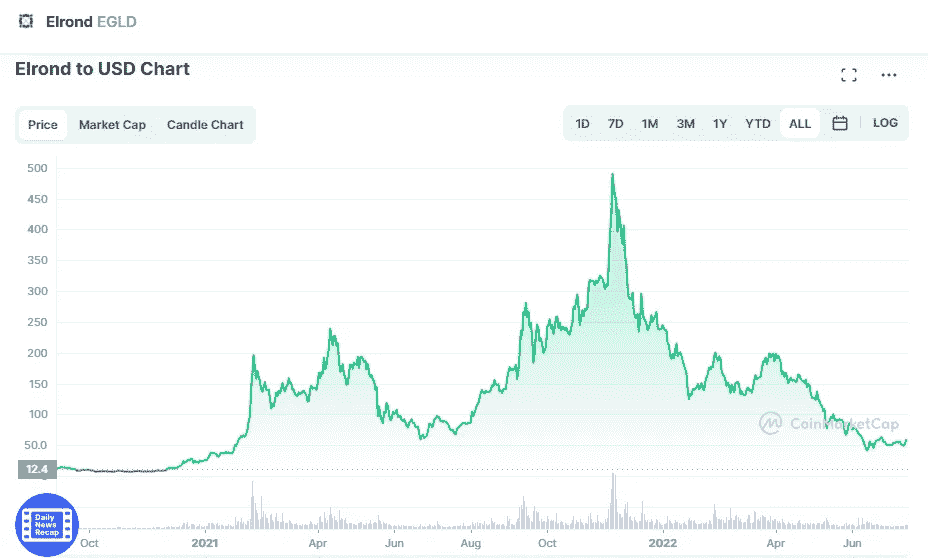 Elrond EGLD
Elrond to USD Chart
Price Market Cap Candle Chart
1D 7D 1M 3M 1Y YTD ALL LOG
500
450
400
350
300
250
200
150
100
50.0
12.4
CoinMarketCap
Daily
News
Recap
Oct 2021 Apr Jun Aug Oct 2022 Apr Jun